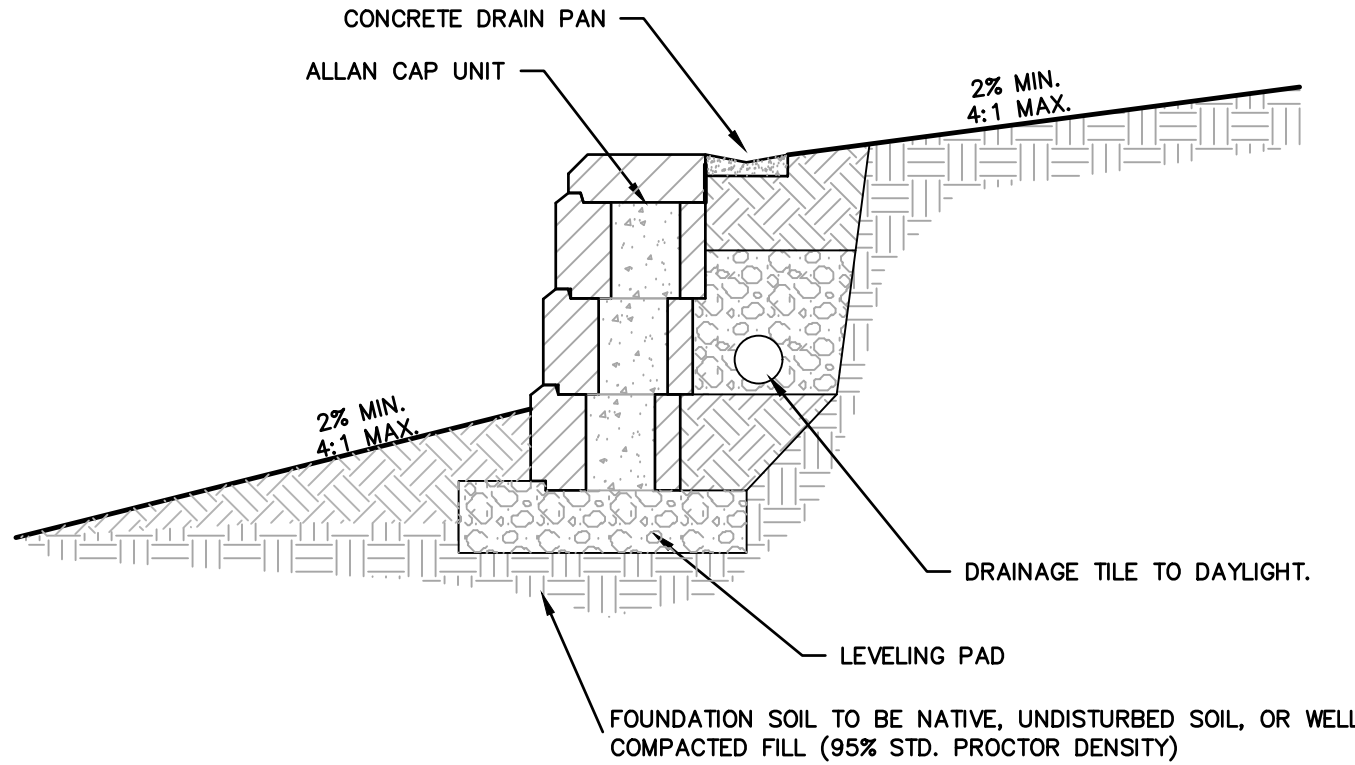 CONCRETE DRAIN PAN
ALLAN CAP UNIT
2% MIN.
4:1 MAX.
2% MIN.
4:1 MAX.
DRAINAGE TILE TO DAYLIGHT.
LEVELING PAD
FOUNDATION SOIL TO BE NATIVE, UNDISTURBED SOIL, OR WELL
COMPACTED FILL (95% STD. PROCTOR DENSITY)